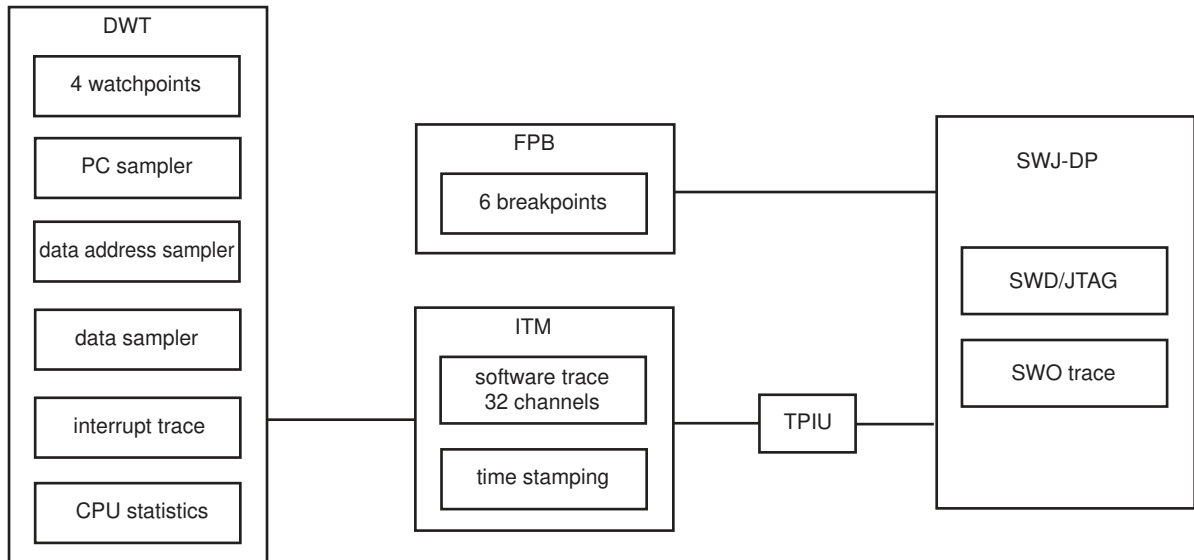 DWT
4 watchpoints
PC sampler
data address sampler
data sampler
interrupt trace
CPU statistics
FPB
6 breakpoints
ITM
software trace
32 channels
time stamping
TPIU
SWJ-DP
SWD/JTAG
SWO trace